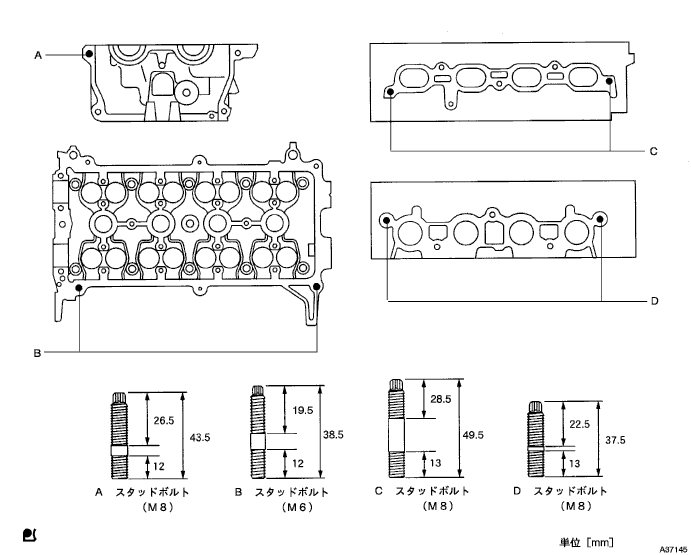 A
C
B
D
26.5
43.5
12
19.5
38.5
12
28.5
49.5
13
22.5
37.5
13
A スタッドボルト
(M8)
B スタッドボルト
(M6)
C スタッドボルト
(M8)
D スタッドボルト
(M8)
単位 [mm]
A37145